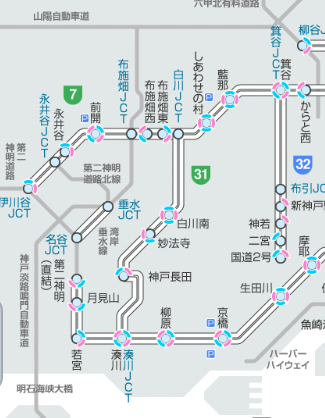 六甲北有料道路
山陽自動車道
柳谷J
箕谷JCT
箕谷
からと西
藍那
しあわせの村
白川JCT
布施畑東
布施畑西
布施畑JCT
7
前開
永井谷
永井谷JCT
第二神明道路
伊川谷JCT
第二神明道路北線
31
32
布引JC
新神戸
神若
二宮
国道2号
摩耶
生田川
白川南
妙法寺
神戸長田
垂水JCT
名谷JCT
湾岸垂水線
第二神明(直結)
月見山
神戸淡路鳴門自動車道
若宮
湊川
湊川JCT
柳原
京橋
P
P
P
P
魚崎
ハーバーハイウェイ
明石海峡大橋